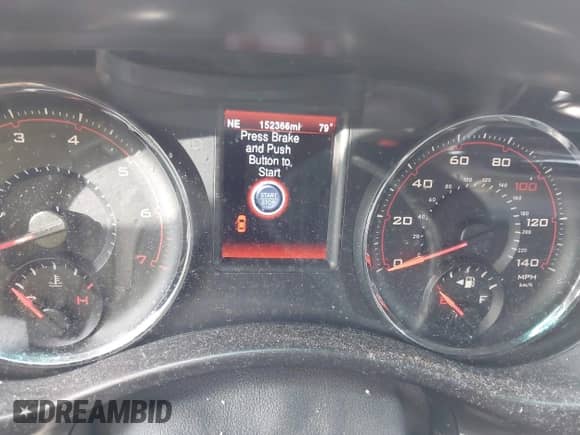 NE 152366mi 79°
Press Brake
and Push
Button to
Start
START
STOP
3
4
5
6
7
H
0
20
40
60
80
100
120
140
MPH
km/h
F
DREAMBID